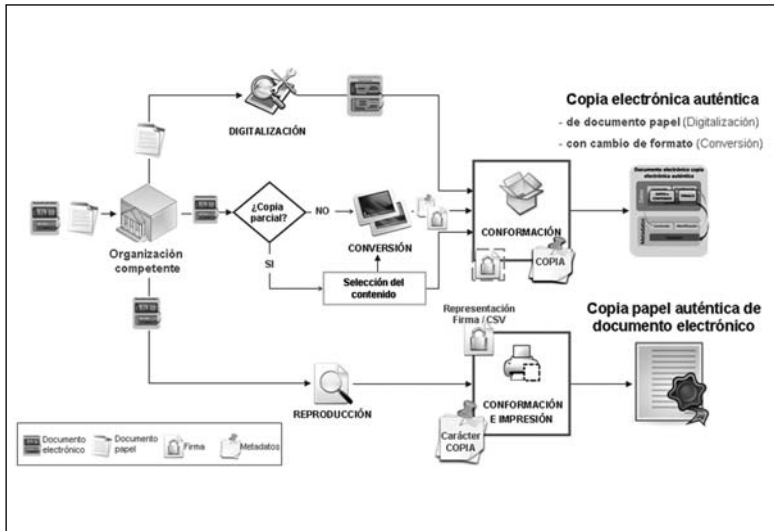 DIGITALIZACIÓN
Copia electrónica auténtica
- de documento papel (Digitalización)
- con cambio de formato (Conversión)
Documento electrónico copia
electrónica auténtica
¿Copia
parcial?
NO
SI
CONVERSIÓN
CONFORMACIÓN
COPIA
Organización
competente
Selección del
contenido
Representación
Firma / CSV
Copia papel auténtica de
documento electrónico
REPRODUCCIÓN
CONFORMACIÓN
E IMPRESIÓN
Carácter
COPIA
Documento
electrónico
Documento
papel
Firma
Metadatos